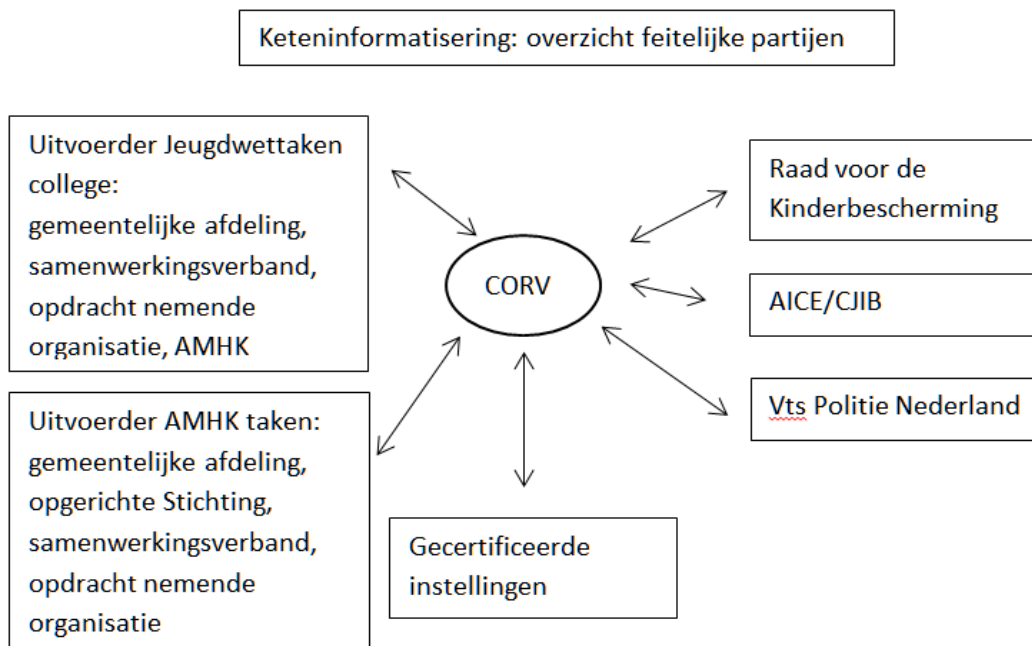 Keteninformatisering: overzicht feitelijke partijen
Uitvoerder Jeugdwettaken
college:
gemeentelijke afdeling,
samenwerkingsverband,
opdracht nemende
organisatie, AMHK
Uitvoerder AMHK taken:
gemeentelijke afdeling,
opgerichte Stichting,
samenwerkingsverband,
opdracht nemende
organisatie
CORV
Gecertificeerde
instellingen
Raad voor de
Kinderbescherming
AICE/CJIB
Vts Politie Nederland